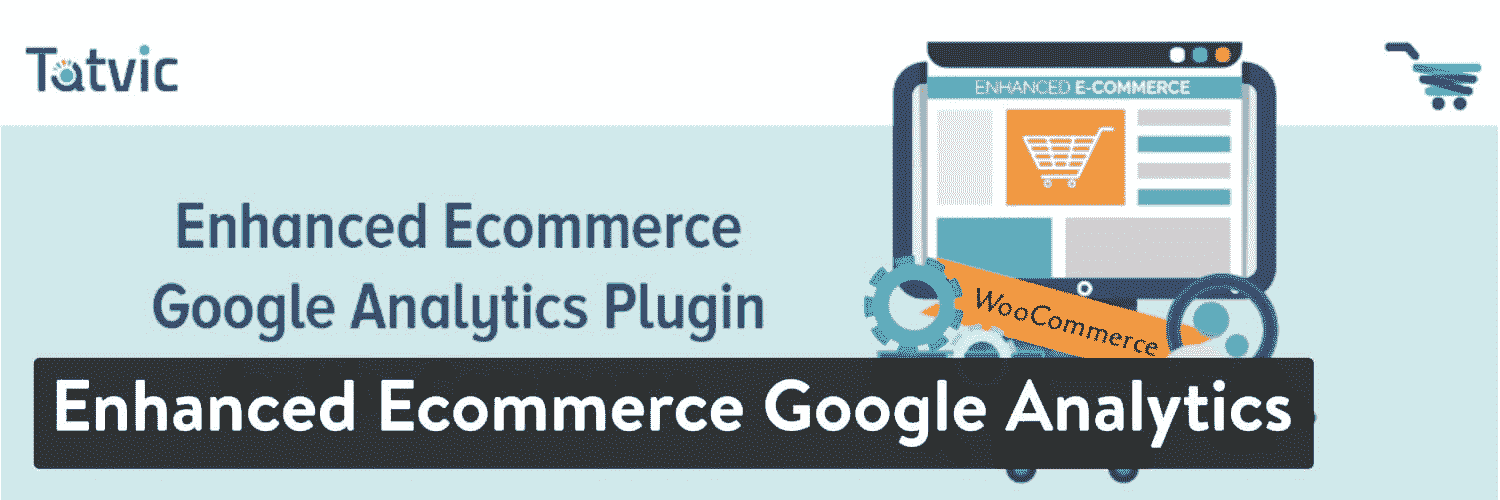 Tatvic
ENHANCED E-COMMERCE
Enhanced Ecommerce
Google Analytics Plugin
WooCommerce
Enhanced Ecommerce Google Analytics